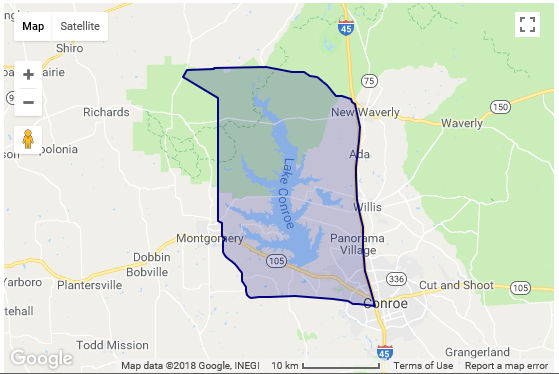 Map Satellite
45
Shiro
Prairie
75
90
150
Richards
New Waverly
Waverly
Ada
Lake Conroe
Willis
Montgomery
Panorama
Village
105
Dobbin
Bobville
336
Yarboro
Plantersville
Cut and Shoot
105
Conroe
Todd Mission
45
Grangerland
Google
Map data ©2018 Google, INEGI 10 km Terms of Use Report a map error